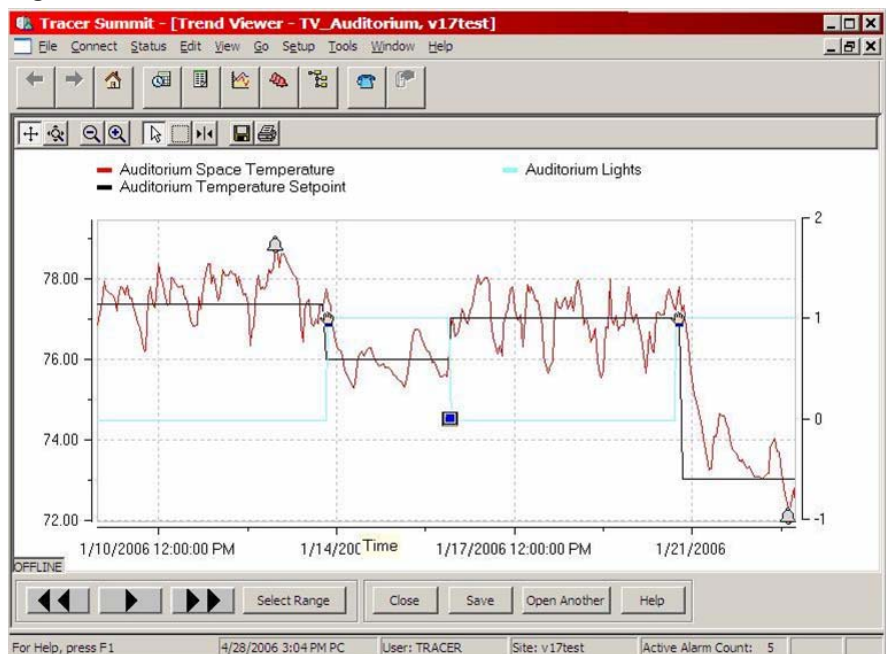 Tracer Summit - [Trend Viewer - TV_Auditorium, v17test]
File Connect Status Edit View Go Setup Tools Window Help
Auditorium Space Temperature
Auditorium Lights
Auditorium Temperature Setpoint
2
78.00
1
76.00
0
74.00
72.00
-1
1/10/2006 12:00:00 PM 1/14/200 Time 1/17/2006 12:00:00 PM 1/21/2006
OFFLINE
Select Range Close Save Open Another Help
For Help, press F1 4/28/2006 3:04 PM PC User: TRACER Site: v17test Active Alarm Count: 5